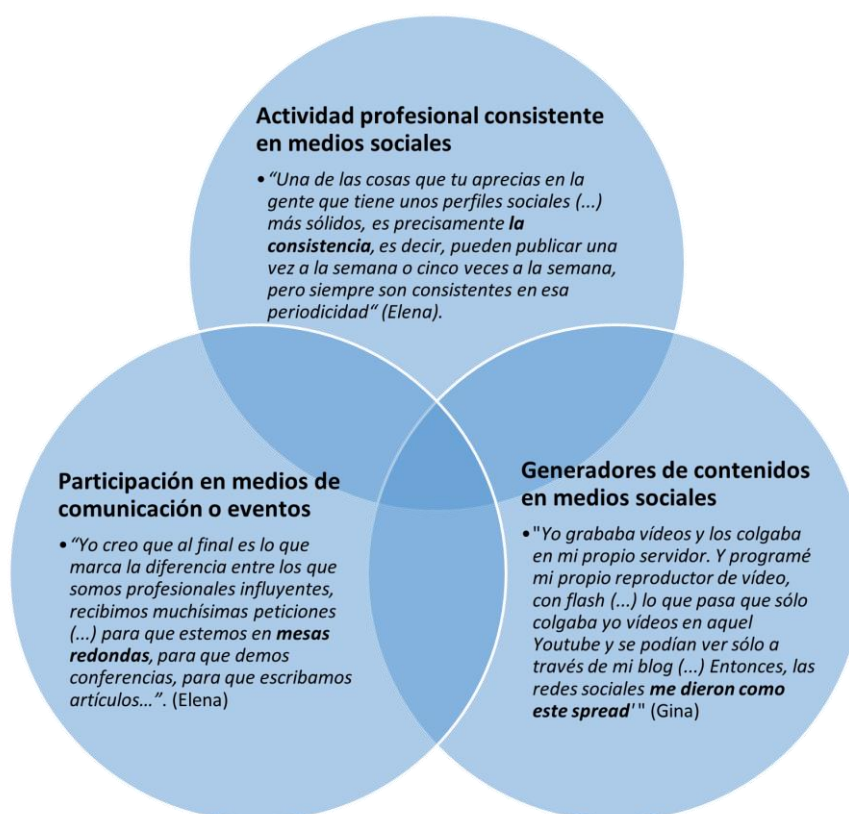 Actividad profesional consistente
en medios sociales
• “Una de las cosas que tu aprecias en la
gente que tiene unos perfiles sociales (...)
más sólidos, es precisamente la
consistencia, es decir, pueden publicar una
vez a la semana o cinco veces a la semana,
pero siempre son consistentes en esa
periodicidad“ (Elena).
Participación en medios de
comunicación o eventos
• “Yo creo que al final es lo que
marca la diferencia entre los que
somos profesionales influyentes,
recibimos muchísimas peticiones
(...) para que estemos en mesas
redondas, para que demos
conferencias, para que escribamos
artículos…”. (Elena)
Generadores de contenidos
en medios sociales
• "Yo grababa vídeos y los colgaba
en mi propio servidor. Y programé
mi propio reproductor de vídeo,
con flash (...) lo que pasa que sólo
colgaba yo vídeos en aquel
Youtube y se podían ver sólo a
través de mi blog (...) Entonces, las
redes sociales me dieron como
este spread'" (Gina)